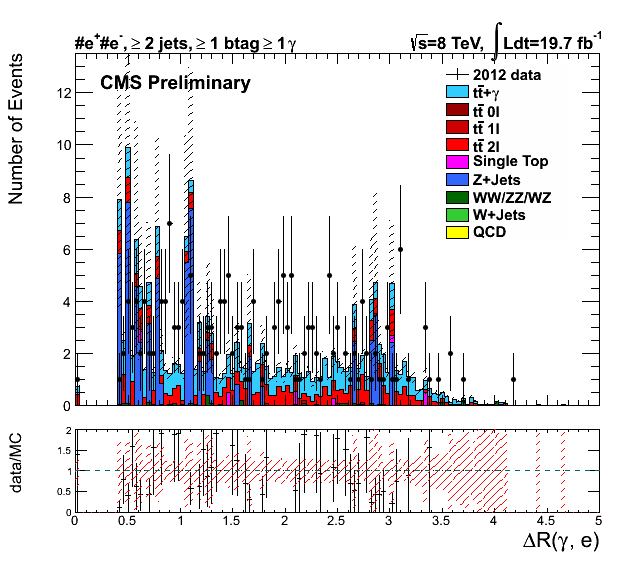 #e⁺#e⁻, ≥ 2 jets, ≥ 1 btag ≥ 1γ
√s=8 TeV, ∫Ldt=19.7 fb⁻¹
CMS Preliminary
2012 data
tt̄+γ
tt̄ 0l
tt̄ 1l
tt̄ 2l
Single Top
Z+Jets
WW/ZZ/WZ
W+Jets
QCD
Number of Events
12
10
8
6
4
2
0
data/MC
2
1.5
1
0.5
0
0 0.5 1 1.5 2 2.5 3 3.5 4 4.5 5
ΔR(γ, e)